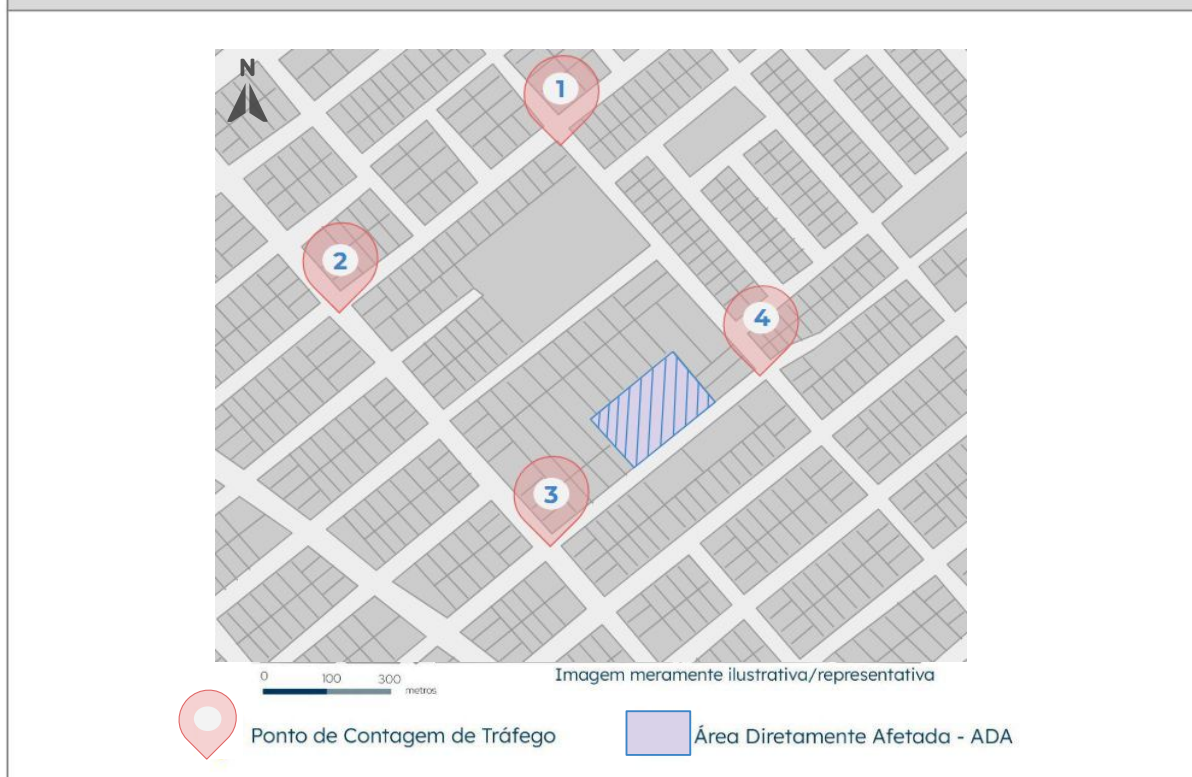 N
1
2
4
3
0 100 300
metros
Imagem meramente ilustrativa/representativa
Ponto de Contagem de Tráfego
Área Diretamente Afetada - ADA